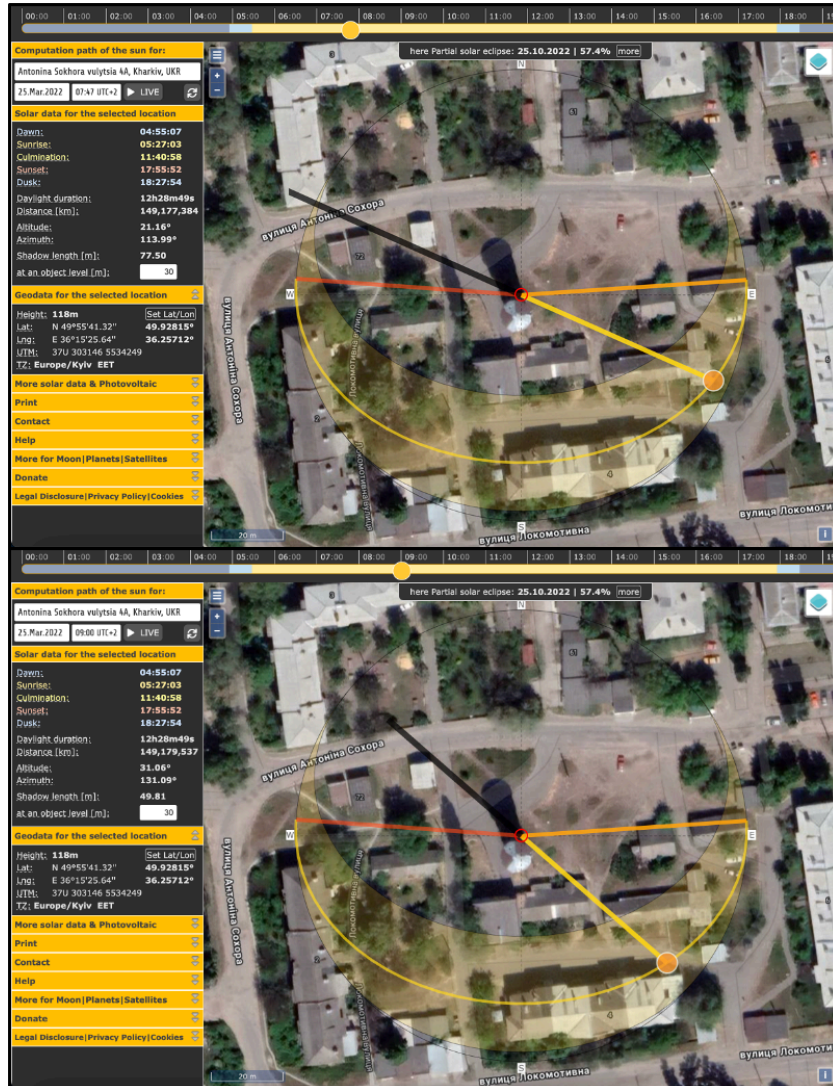 00:00 01:00 02:00 03:00 04:00 05:00 06:00 07:00 08:00 09:00 10:00 11:00 12:00 13:00 14:00 15:00 16:00 17:00 18:00
Computation path of the sun for:
Antonina Sokhora vulytsia 4A, Kharkiv, UKR
25.Mar.2022 07:47 UTC+2 LIVE
Solar data for the selected location
Dawn: 04:55:07
Sunrise: 05:27:03
Culmination: 11:40:58
Sunset: 17:55:52
Dusk: 18:27:54
Daylight duration: 12h28m49s
Distance [km]: 149,177,384
Altitude: 21.16°
Azimuth: 113.99°
Shadow length [m]: 77.50
at an object level [m]: 30
Geodata for the selected location
Height: 118m Set Lat/Lon
Lat: N 49°55'41.32" 49.92815°
Lng: E 36°15'25.64" 36.25712°
UTM: 37U 303146 5534249
TZ: Europe/Kyiv EET
More solar data & Photovoltaic
Print
Contact
Help
More for Moon|Planets|Satellites
Donate
Legal Disclosure|Privacy Policy|Cookies
here Partial solar eclipse: 25.10.2022 | 57.4% more
N
W
E
S
вулиця Антоніна Сохора
вулиця Антоніна Сохора
Локомотивна вулиця
вулиця Локомотивна
вулиця Локомотивна
2
4
20 m
00:00 01:00 02:00 03:00 04:00 05:00 06:00 07:00 08:00 09:00 10:00 11:00 12:00 13:00 14:00 15:00 16:00 17:00 18:00
Computation path of the sun for:
Antonina Sokhora vulytsia 4A, Kharkiv, UKR
25.Mar.2022 09:00 UTC+2 LIVE
Solar data for the selected location
Dawn: 04:55:07
Sunrise: 05:27:03
Culmination: 11:40:58
Sunset: 17:55:52
Dusk: 18:27:54
Daylight duration: 12h28m49s
Distance [km]: 149,179,537
Altitude: 31.06°
Azimuth: 131.09°
Shadow length [m]: 49.81
at an object level [m]: 30
Geodata for the selected location
Height: 118m Set Lat/Lon
Lat: N 49°55'41.32" 49.92815°
Lng: E 36°15'25.64" 36.25712°
UTM: 37U 303146 5534249
TZ: Europe/Kyiv EET
More solar data & Photovoltaic
Print
Contact
Help
More for Moon|Planets|Satellites
Donate
Legal Disclosure|Privacy Policy|Cookies
here Partial solar eclipse: 25.10.2022 | 57.4% more
N
W
E
S
вулиця Антоніна Сохора
вулиця Антоніна Сохора
Локомотивна вулиця
вулиця Локомотивна
вулиця Локомотивна
2
4
20 m